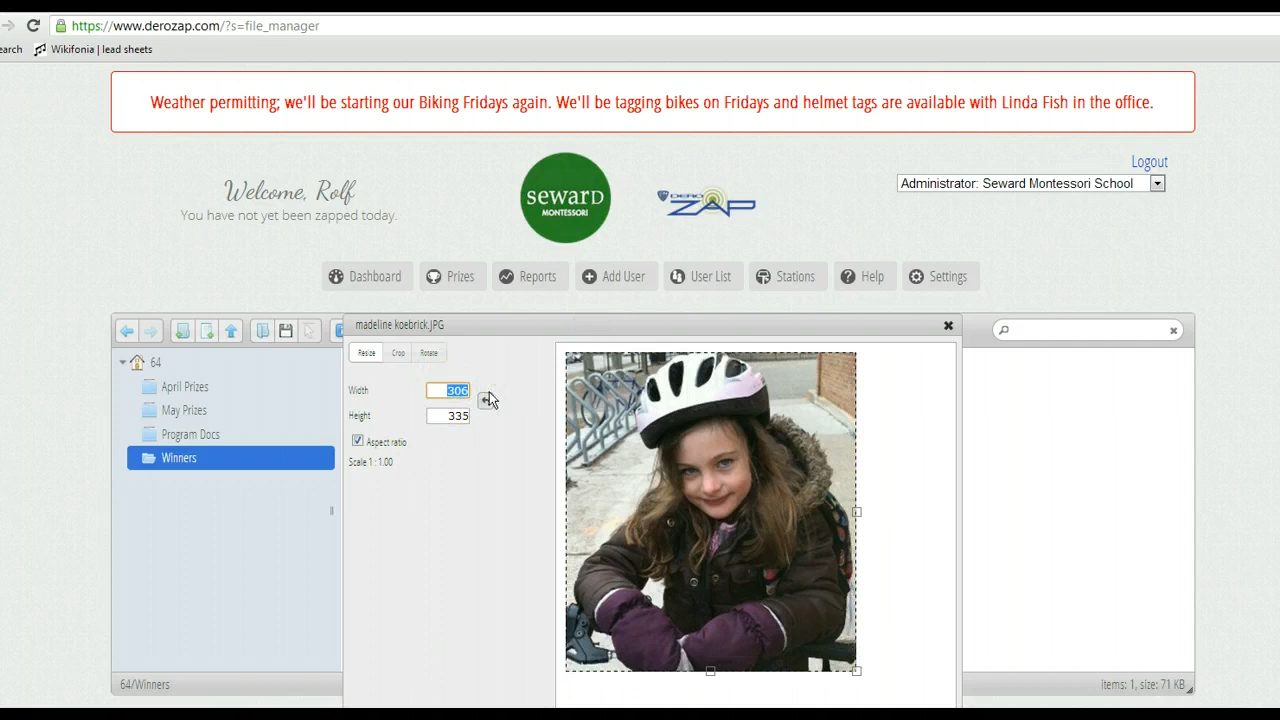 https://www.derozap.com/?s=file_manager
earch Wikifonia | lead sheets
Weather permitting; we'll be starting our Biking Fridays again. We'll be tagging bikes on Fridays and helmet tags are available with Linda Fish in the office.
Logout
Welcome, Rolf
You have not yet been zapped today.
seward
MONTESSORI
DERO
ZAP
Administrator: Seward Montessori School
Dashboard Prizes Reports Add User User List Stations Help Settings
madeline koebrick.JPG
64
April Prizes
May Prizes
Program Docs
Winners
Resize Crop Rotate
Width 306
Height 335
Aspect ratio
Scale 1 : 1.00
64/Winners
Items: 1, size: 71 KB